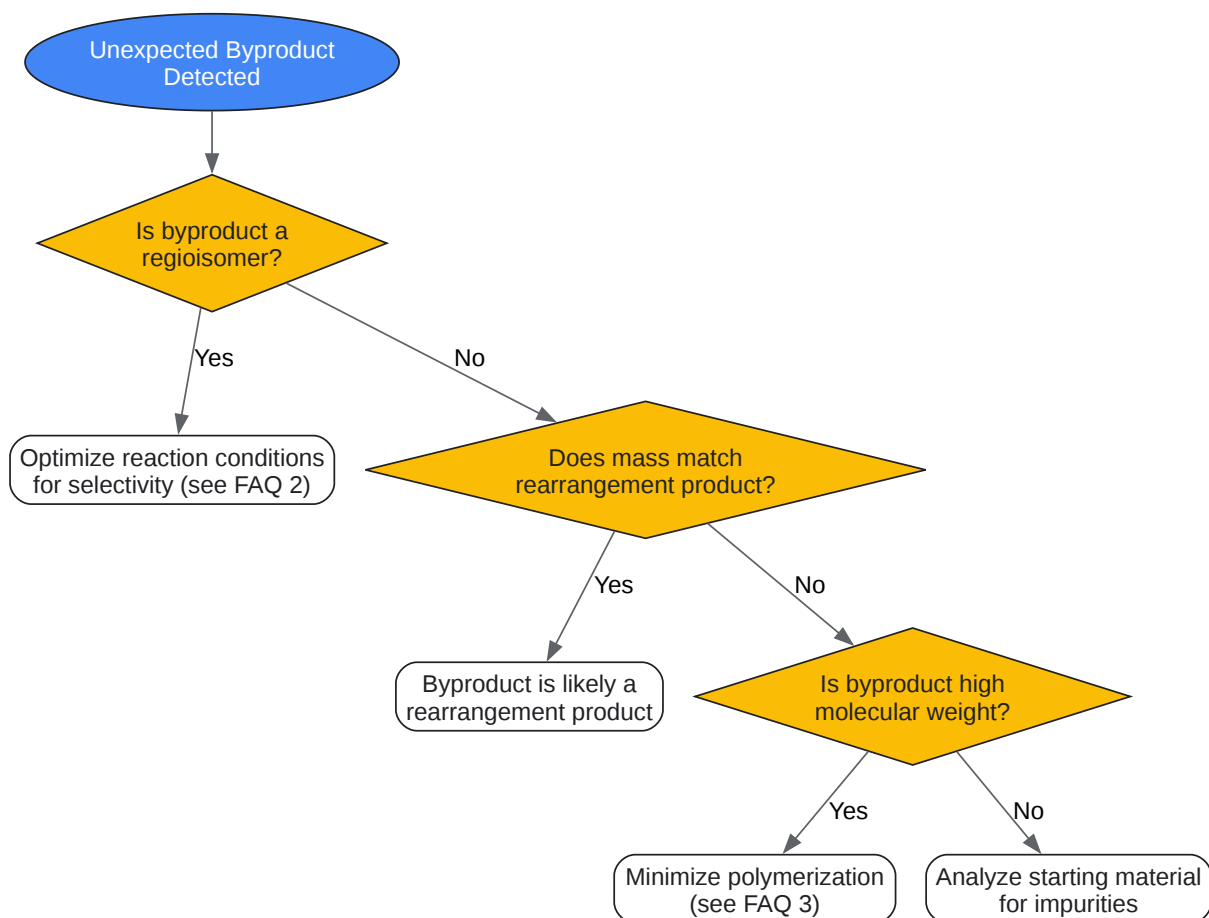 Unexpected Byproduct
Detected
Is byproduct a
regioisomer?
Yes
No
Optimize reaction conditions
for selectivity (see FAQ 2)
Does mass match
rearrangement product?
Yes
No
Byproduct is likely a
rearrangement product
Is byproduct high
molecular weight?
Yes
No
Minimize polymerization
(see FAQ 3)
Analyze starting material
for impurities